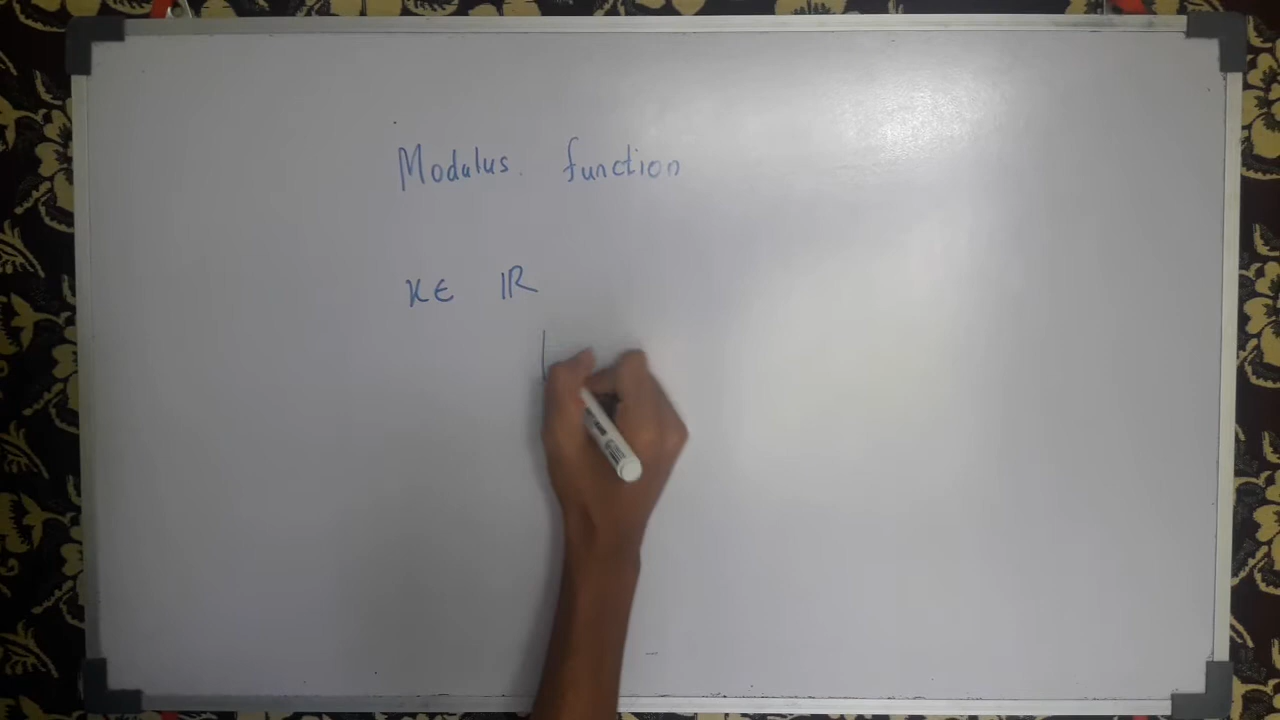 Modulus. function
x ∈ ℝ
|